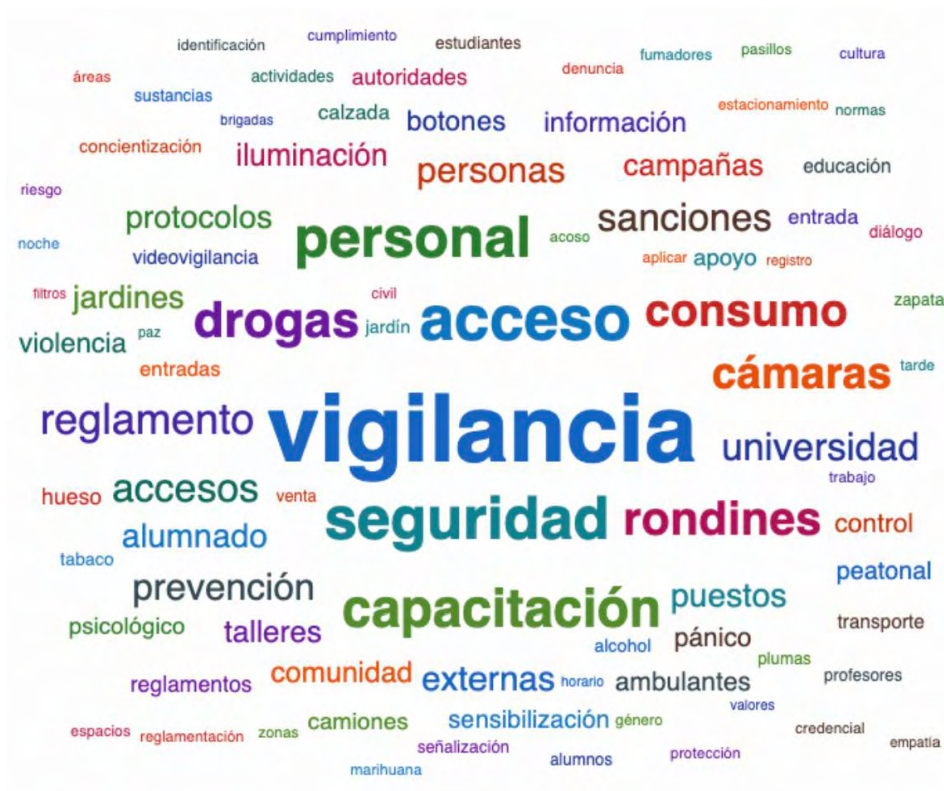 identificación cumplimiento estudiantes
áreas actividades autoridades denuncia fumadores pasillos cultura
sustancias brigadas calzada botones información estacionamiento normas
concientización iluminación personas campañas educación
riesgo
protocolos personal acoso sanciones entrada diálogo
noche videovigilancia aplicar apoyo registro
filtros jardines civil zapata
violencia paz drogas jardín acceso consumo
entradas cámaras tarde
reglamento vigilancia universidad
trabajo
hueso accesos venta
alumnado seguridad rondines control
tabaco peatonal
prevención capacitación puestos
psicológico talleres alcohol pánico transporte
plumas
reglamentos comunidad externas horario ambulantes profesores
valores
espacios reglamentación zonas camiones sensibilización género credencial
señalización protección empatía
marihuana alumnos